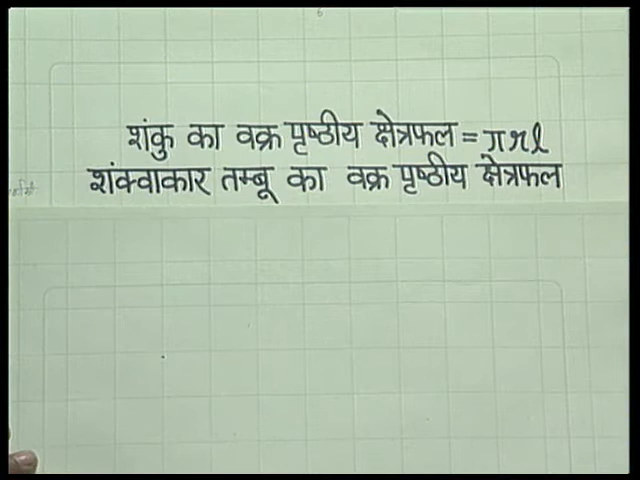 शंकु का वक्र पृष्ठीय क्षेत्रफल = πrl
शंक्वाकार तम्बू का वक्र पृष्ठीय क्षेत्रफल